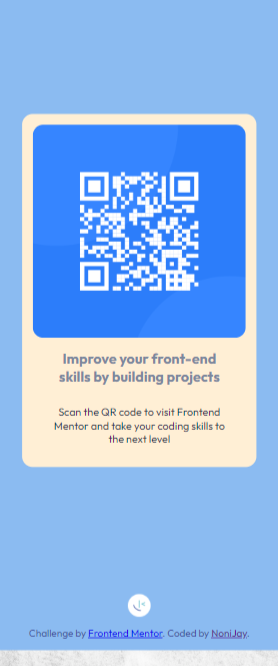 Improve your front-end
skills by building projects
Scan the QR code to visit Frontend
Mentor and take your coding skills to
the next level
Challenge by Frontend Mentor. Coded by NoniJay.